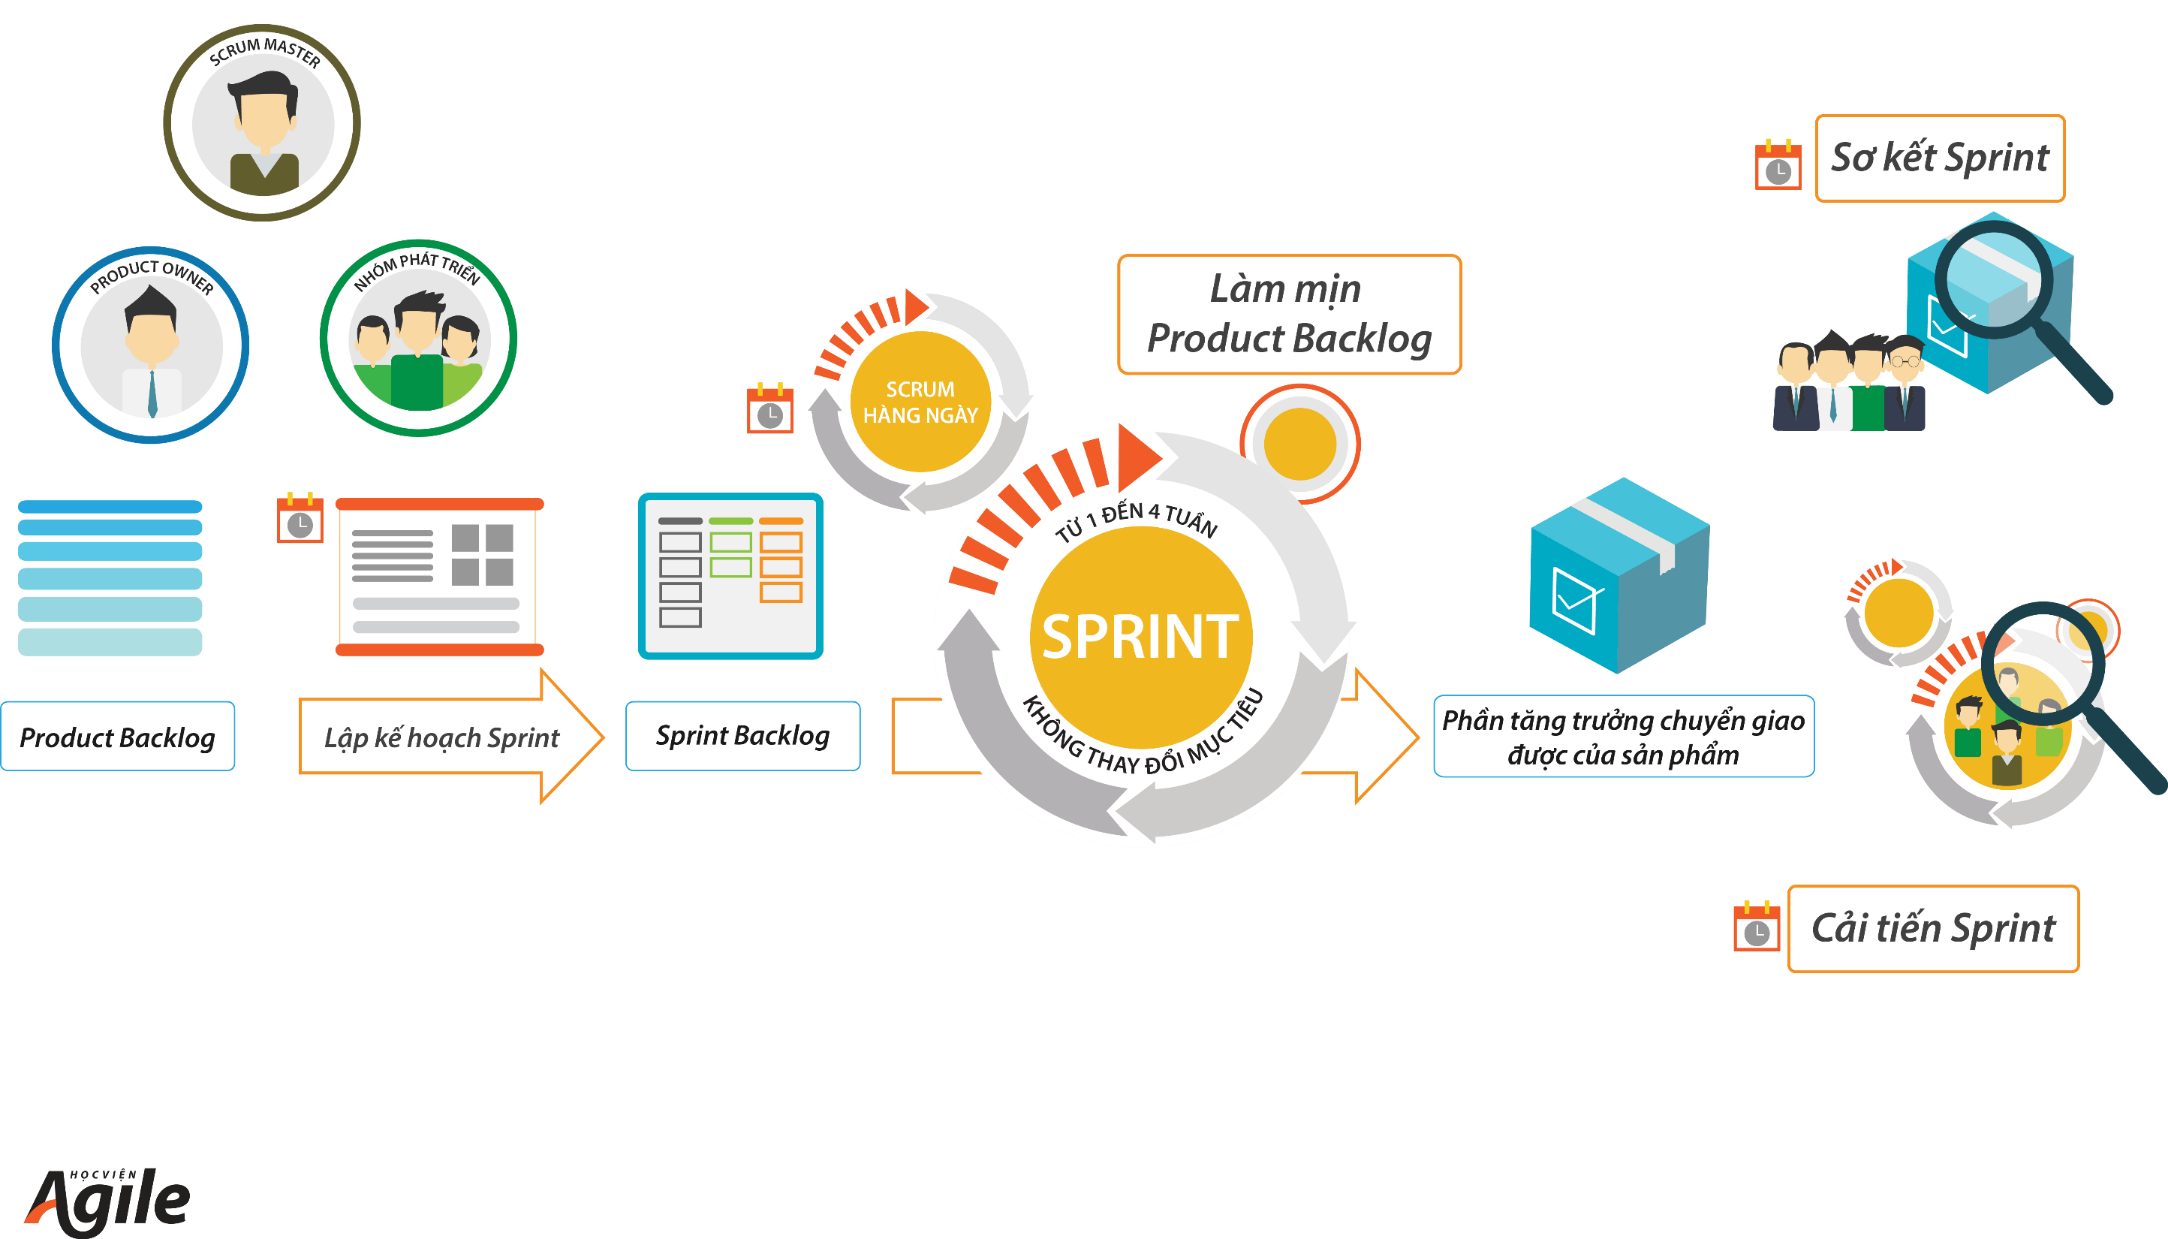 SCRUM MASTER
PRODUCT OWNER
NHÓM PHÁT TRIỂN
Product Backlog
Lập kế hoạch Sprint
Sprint Backlog
SCRUM
HÀNG NGÀY
Làm mịn
Product Backlog
TỪ 1 ĐẾN 4 TUẦN
SPRINT
KHÔNG THAY ĐỔI MỤC TIÊU
Phần tăng trưởng chuyển giao
được của sản phẩm
Sơ kết Sprint
Cải tiến Sprint
HỌC VIỆN
Agile